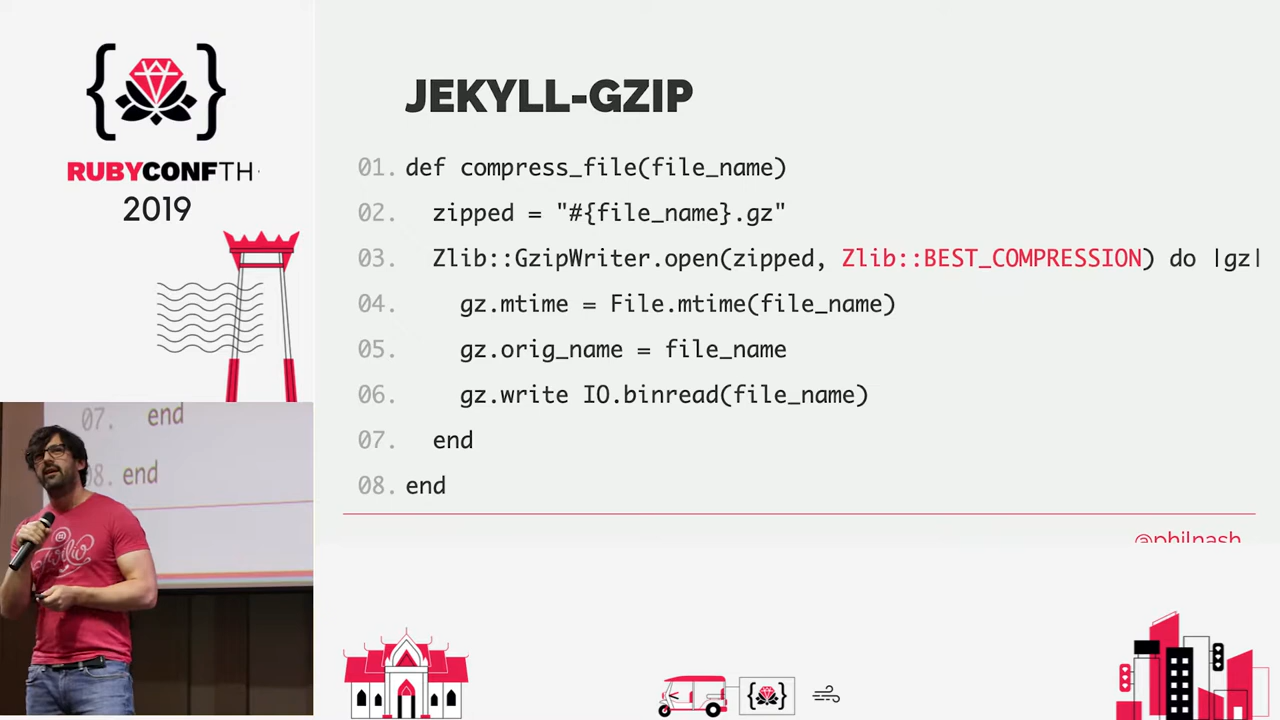 RUBYCONFTH
2019
JEKYLL-GZIP
01. def compress_file(file_name)
02. zipped = "#{file_name}.gz"
03. Zlib::GzipWriter.open(zipped, Zlib::BEST_COMPRESSION) do |gz|
04. gz.mtime = File.mtime(file_name)
05. gz.orig_name = file_name
06. gz.write IO.binread(file_name)
07. end
08. end
@philnash
07. end
08. end
twilio